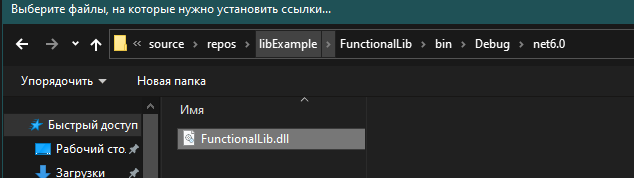 Выберите файлы, на которые нужно установить ссылки...
« source › repos › libExample › FunctionalLib › bin › Debug › net6.0
Упорядочить Новая папка
Имя
Быстрый доступ
FunctionalLib.dll
Рабочий сто.
Загрузки